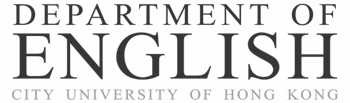 DEPARTMENT OF
ENGLISH
CITY UNIVERSITY OF HONG KONG